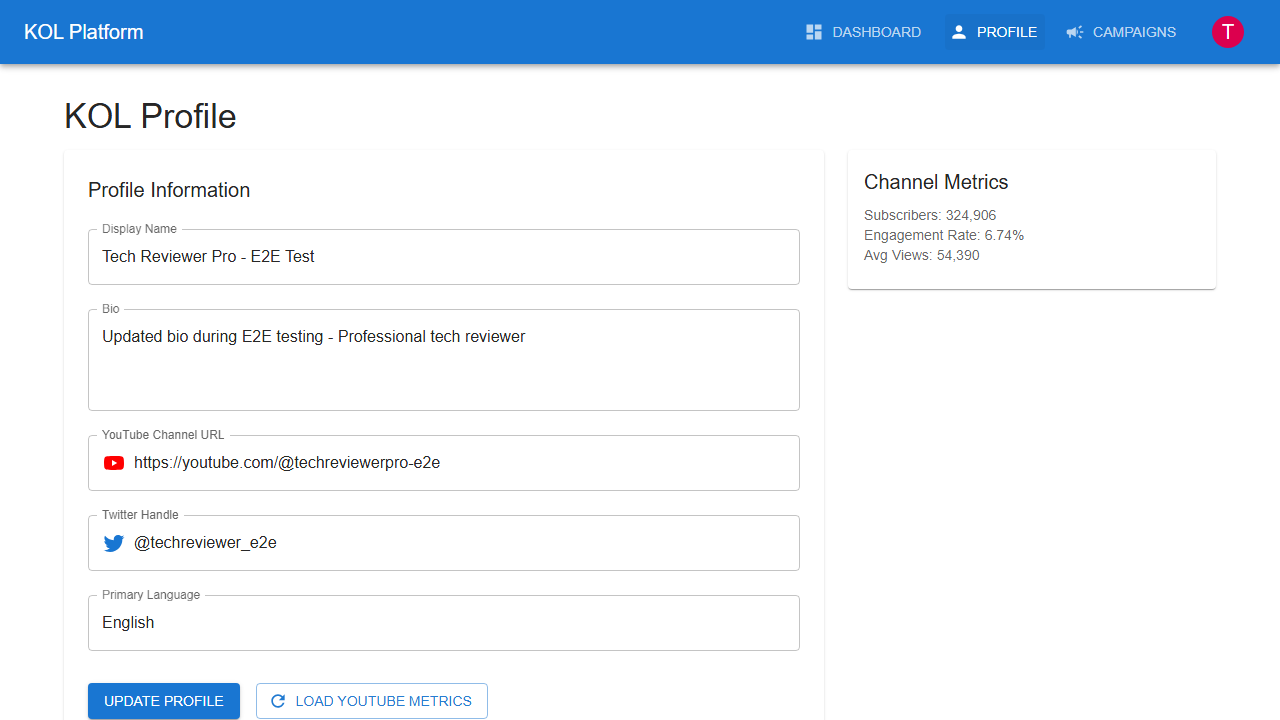 KOL Platform
DASHBOARD
PROFILE
CAMPAIGNS
T
KOL Profile
Profile Information
Display Name
Tech Reviewer Pro - E2E Test
Bio
Updated bio during E2E testing - Professional tech reviewer
YouTube Channel URL
https://youtube.com/@techreviewerpro-e2e
Twitter Handle
@techreviewer_e2e
Primary Language
English
UPDATE PROFILE
LOAD YOUTUBE METRICS
Channel Metrics
Subscribers: 324,906
Engagement Rate: 6.74%
Avg Views: 54,390